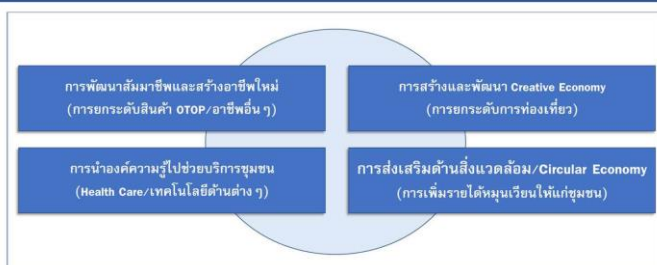 การพัฒนาสัมมาชีพและสร้างอาชีพใหม่
(การยกระดับสินค้า OTOP/อาชีพอื่น ๆ)
การสร้างและพัฒนา Creative Economy
(การยกระดับการท่องเที่ยว)
การนำองค์ความรู้ไปช่วยบริการชุมชน
(Health Care/เทคโนโลยีด้านต่าง ๆ)
การส่งเสริมด้านสิ่งแวดล้อม/Circular Economy
(การเพิ่มรายได้หมุนเวียนให้แก่ชุมชน)